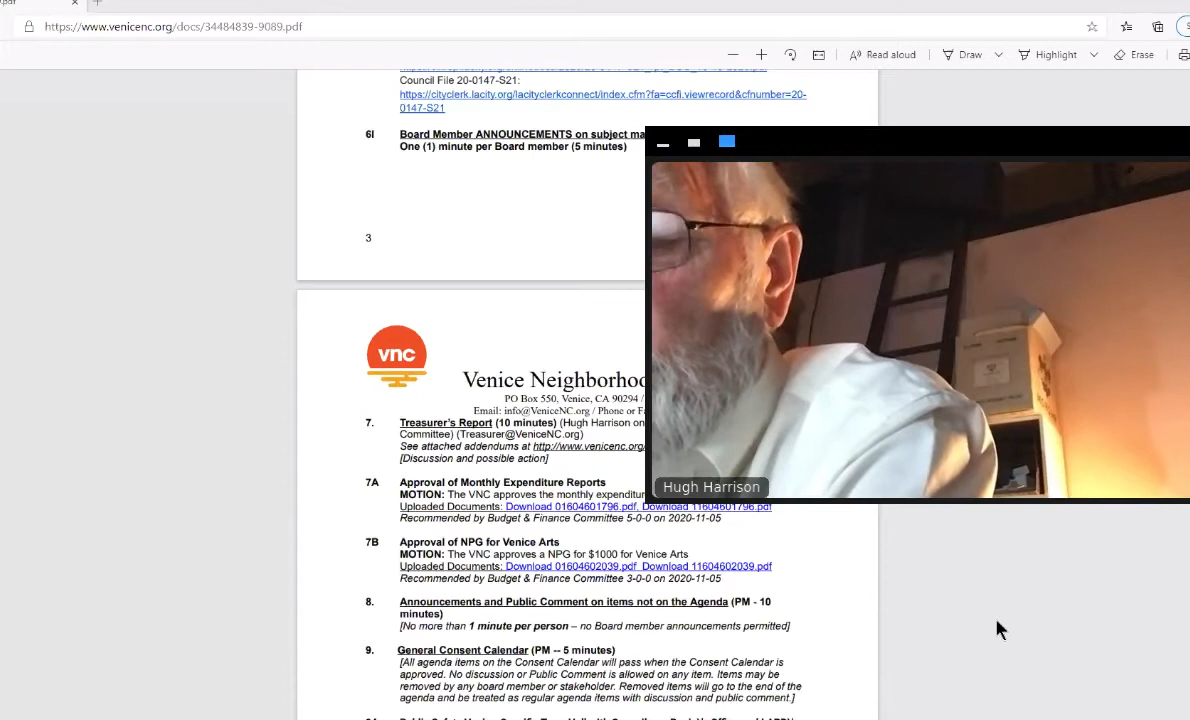 https://www.venicenc.org/docs/34484839-9089.pdf
Read aloud
Draw
Highlight
Erase
Council File 20-0147-S21:
https://cityclerk.lacity.org/lacityclerkconnect/index.cfm?fa=ccfi.viewrecord&cfnumber=20-
0147-S21
6I Board Member ANNOUNCEMENTS on subject ma
One (1) minute per Board member (5 minutes)
3
vnc
Venice Neighborhoo
PO Box 550, Venice, CA 90294 /
Email: info@VeniceNC.org / Phone or Fa
7. Treasurer's Report (10 minutes) (Hugh Harrison on
Committee) (Treasurer@VeniceNC.org)
See attached addendums at http://www.venicenc.org/
[Discussion and possible action]
7A Approval of Monthly Expenditure Reports
MOTION: The VNC approves the monthly expenditur
Uploaded Documents: Download 01604601796.pdf, Download 11604601796.pdf
Recommended by Budget & Finance Committee 5-0-0 on 2020-11-05
7B Approval of NPG for Venice Arts
MOTION: The VNC approves a NPG for $1000 for Venice Arts
Uploaded Documents: Download 01604602039.pdf Download 11604602039.pdf
Recommended by Budget & Finance Committee 3-0-0 on 2020-11-05
8. Announcements and Public Comment on items not on the Agenda (PM - 10
minutes)
[No more than 1 minute per person – no Board member announcements permitted]
9. General Consent Calendar (PM -- 5 minutes)
[All agenda items on the Consent Calendar will pass when the Consent Calendar is
approved. No discussion or Public Comment is allowed on any item. Items may
be removed by any board member or stakeholder. Removed items will go to the end of the
agenda and be treated as regular agenda items with discussion and public comment.]
Hugh Harrison